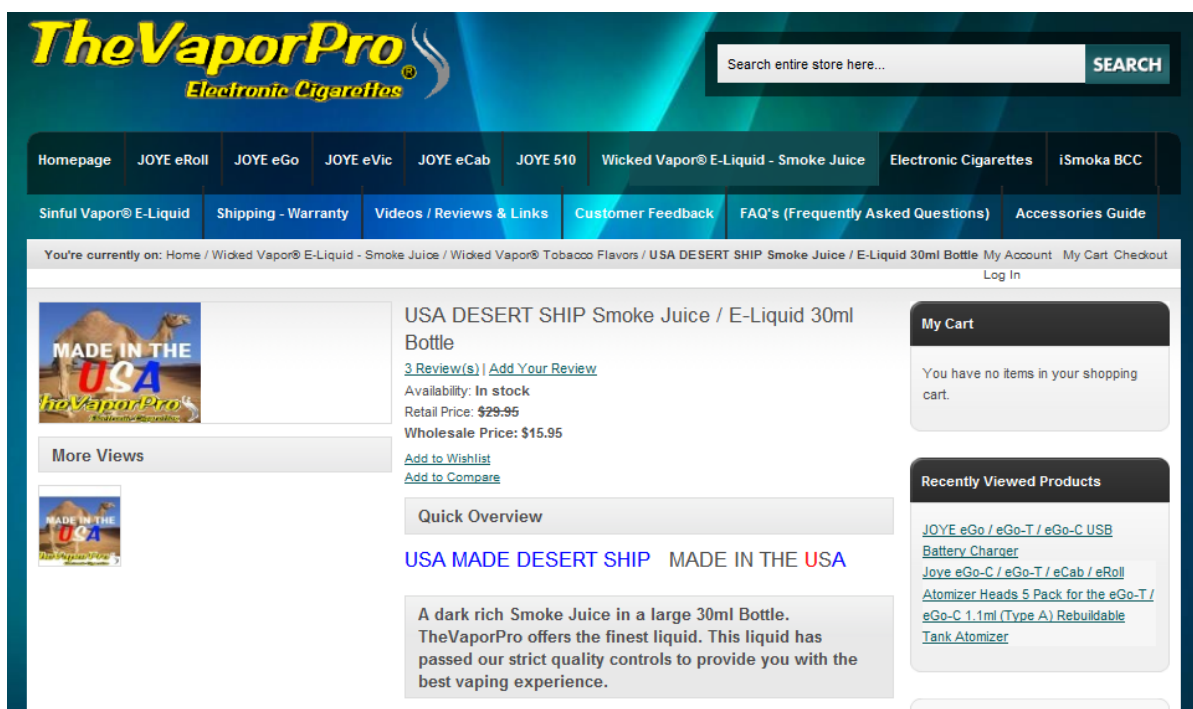 TheVaporPro®
Electronic Cigarettes
Search entire store here...
SEARCH
Homepage JOYE eRoll JOYE eGo JOYE eVic JOYE eCab JOYE 510 Wicked Vapor® E-Liquid - Smoke Juice Electronic Cigarettes iSmoka BCC
Sinful Vapor® E-Liquid Shipping - Warranty Videos / Reviews & Links Customer Feedback FAQ's (Frequently Asked Questions) Accessories Guide
You're currently on: Home / Wicked Vapor® E-Liquid - Smoke Juice / Wicked Vapor® Tobacco Flavors / USA DESERT SHIP Smoke Juice / E-Liquid 30ml Bottle My Account My Cart Checkout
Log In
MADE IN THE
USA
TheVaporPro
Electronic Cigarettes
More Views
MADE IN THE
USA
TheVaporPro
USA DESERT SHIP Smoke Juice / E-Liquid 30ml
Bottle
3 Review(s) | Add Your Review
Availability: In stock
Retail Price: $29.95
Wholesale Price: $15.95
Add to Wishlist
Add to Compare
Quick Overview
USA MADE DESERT SHIP MADE IN THE USA
A dark rich Smoke Juice in a large 30ml Bottle.
TheVaporPro offers the finest liquid. This liquid has
passed our strict quality controls to provide you with the
best vaping experience.
My Cart
You have no items in your shopping
cart.
Recently Viewed Products
JOYE eGo / eGo-T / eGo-C USB
Battery Charger
Joye eGo-C / eGo-T / eCab / eRoll
Atomizer Heads 5 Pack for the eGo-T /
eGo-C 1.1ml (Type A) Rebuildable
Tank Atomizer